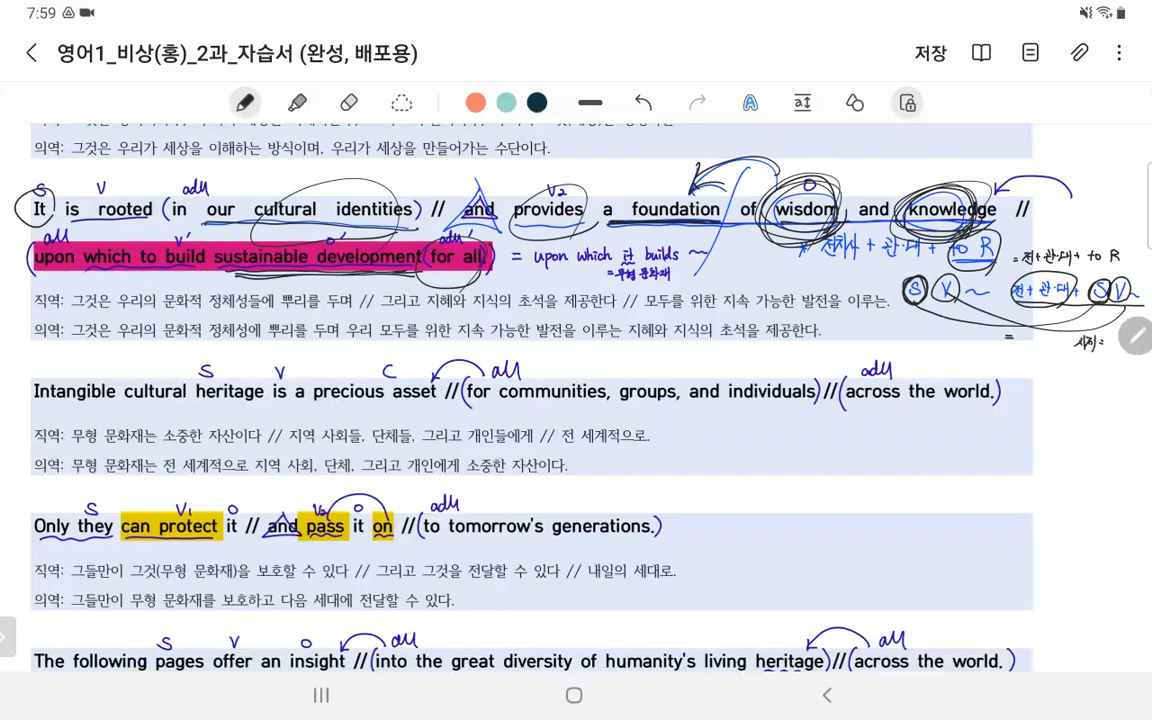 7:59
영어1_비상(홍)_2과_자습서 (완성, 배포용)
저장
의역: 그것은 우리가 세상을 이해하는 방식이며, 우리가 세상을 만들어가는 수단이다.
S V adu V2 O
It is rooted (in our cultural identities) // and provides a foundation of wisdom and knowledge //
all V' O' adu'
(upon which to build sustainable development (for all.)) = upon which it builds ~
=무형 문화재
* 전치사 + 관·대 + to R
= 전+관·대 + to R
S V ~ 전+관·대 + S V ~
=
직역: 그것은 우리의 문화적 정체성들에 뿌리를 두며 // 그리고 지혜와 지식의 초석을 제공한다 // 모두를 위한 지속 가능한 발전을 이루는.
의역: 그것은 우리의 문화적 정체성에 뿌리를 두며 우리 모두를 위한 지속 가능한 발전을 이루는 지혜와 지식의 초석을 제공한다.
S V C all adu
Intangible cultural heritage is a precious asset // (for communities, groups, and individuals) // (across the world.)
직역: 무형 문화재는 소중한 자산이다 // 지역 사회들, 단체들, 그리고 개인들에게 // 전 세계적으로.
의역: 무형 문화재는 전 세계적으로 지역 사회, 단체, 그리고 개인에게 소중한 자산이다.
S V1 O V2 O adu
Only they can protect it // and pass it on // (to tomorrow's generations.)
직역: 그들만이 그것(무형 문화재)을 보호할 수 있다 // 그리고 그것을 전달할 수 있다 // 내일의 세대로.
의역: 그들만이 무형 문화재를 보호하고 다음 세대에 전달할 수 있다.
S V O all all
The following pages offer an insight // (into the great diversity of humanity's living heritage) // (across the world.)